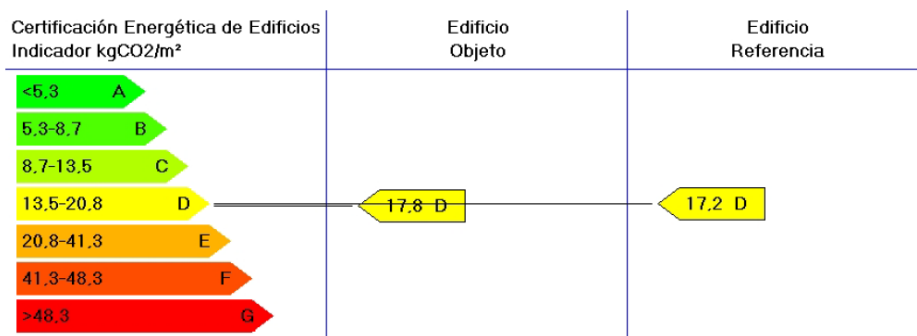 Certificación Energética de Edificios
Indicador kgCO2/m²
Edificio
Objeto
Edificio
Referencia
<5,3 A
5,3-8,7 B
8,7-13,5 C
13,5-20,8 D
17,8 D
17,2 D
20,8-41,3 E
41,3-48,3 F
>48,3 G